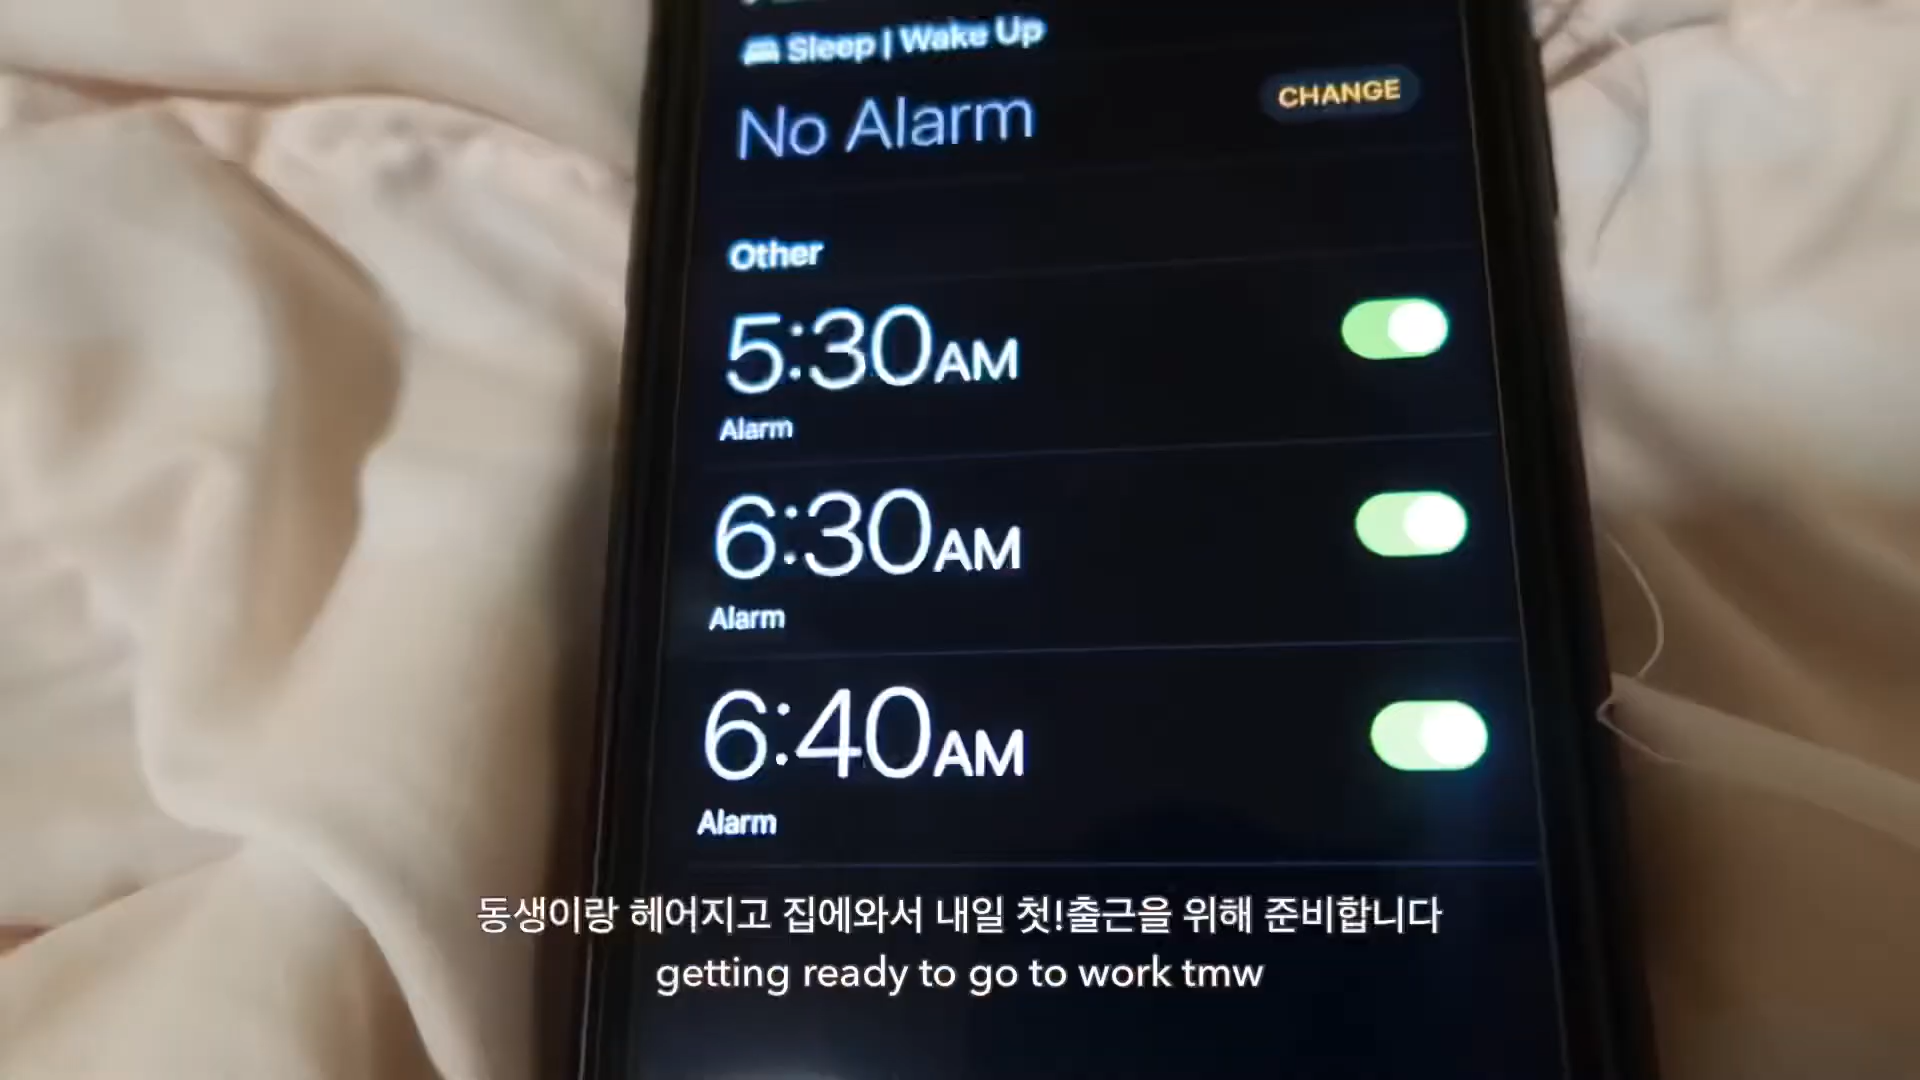 Sleep | Wake Up
No Alarm
CHANGE
Other
5:30AM
Alarm
6:30AM
Alarm
6:40AM
Alarm
동생이랑 헤어지고 집에와서 내일 첫!출근을 위해 준비합니다
getting ready to go to work tmw